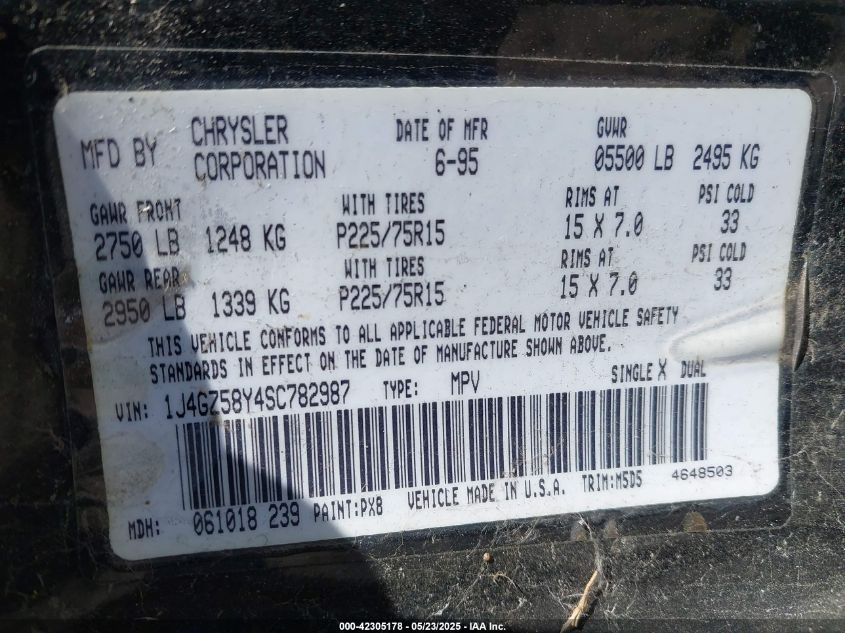 MFD BY CHRYSLER CORPORATION DATE OF MFR 6-95 GVWR 05500 LB 2495 KG
GAWR FRONT WITH TIRES RIMS AT PSI COLD
2750 LB 1248 KG P225/75R15 15 X 7.0 33
GAWR REAR WITH TIRES RIMS AT PSI COLD
2950 LB 1339 KG P225/75R15 15 X 7.0 33
THIS VEHICLE CONFORMS TO ALL APPLICABLE FEDERAL MOTOR VEHICLE SAFETY
STANDARDS IN EFFECT ON THE DATE OF MANUFACTURE SHOWN ABOVE.
VIN: 1J4GZ58Y4SC782987 TYPE: MPV SINGLE X DUAL
MDH: 061018 239 PAINT:PX8 VEHICLE MADE IN U.S.A. TRIM:M5D5 4648503
000-42305178 - 05/23/2025 - IAA Inc.